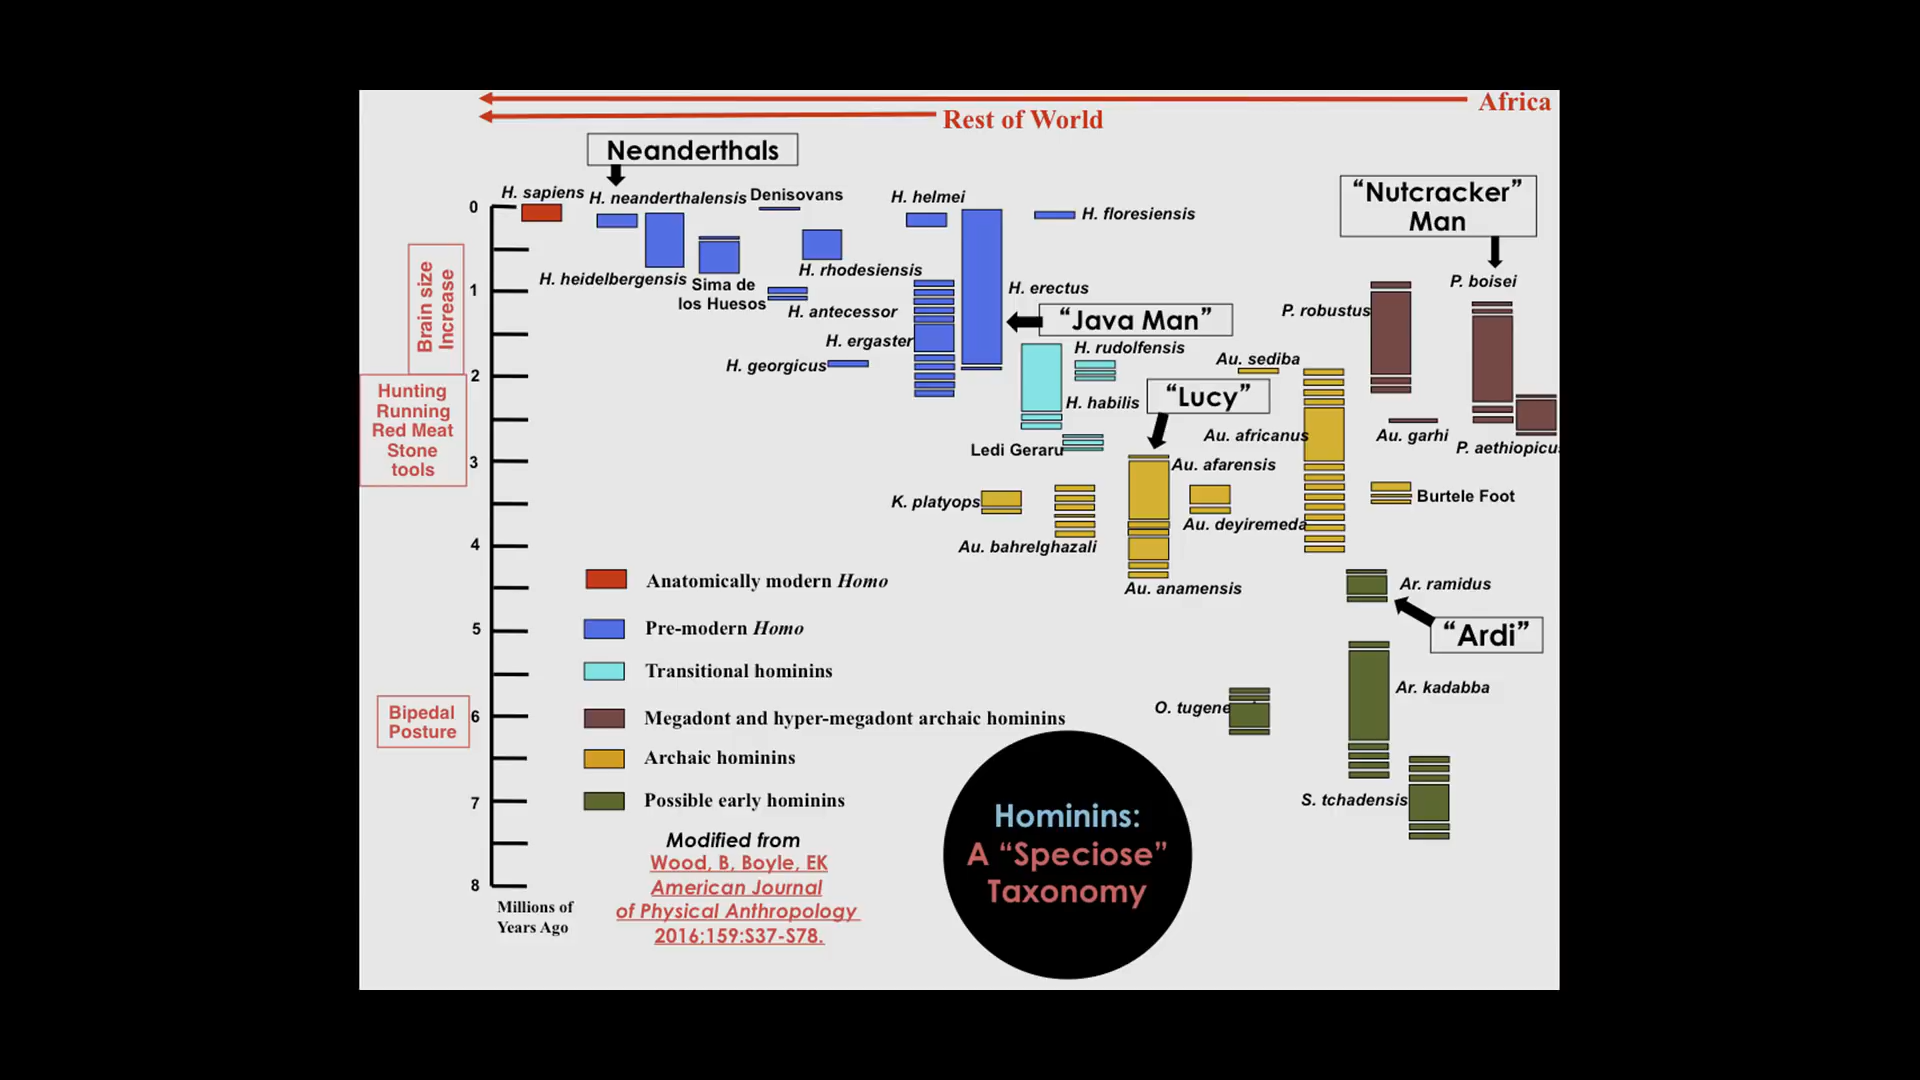 Africa
Rest of World
Neanderthals
H. sapiens
H. neanderthalensis
Denisovans
H. helmei
H. floresiensis
"Nutcracker"
Man
0
H. heidelbergensis
Sima de
los Huesos
H. rhodesiensis
H. antecessor
H. ergaster
H. georgicus
H. erectus
"Java Man"
P. boisei
P. robustus
1
Brain size
Increase
H. rudolfensis
Au. sediba
2
Hunting
Running
Red Meat
Stone
tools
H. habilis
"Lucy"
Ledi Geraru
Au. africanus
Au. garhi
P. aethiopicus
3
Au. afarensis
K. platyops
Burtele Foot
Au. deyiremeda
Au. bahrelghazali
4
Au. anamensis
Ar. ramidus
"Ardi"
Anatomically modern Homo
Pre-modern Homo
5
Transitional hominins
Ar. kadabba
Bipedal
Posture
6
O. tugene
Megadont and hyper-megadont archaic hominins
Archaic hominins
Possible early hominins
7
S. tchadensis
8
Millions of
Years Ago
Modified from
Wood, B, Boyle, EK
American Journal
of Physical Anthropology
2016;159:S37-S78.
Hominins:
A "Speciose"
Taxonomy